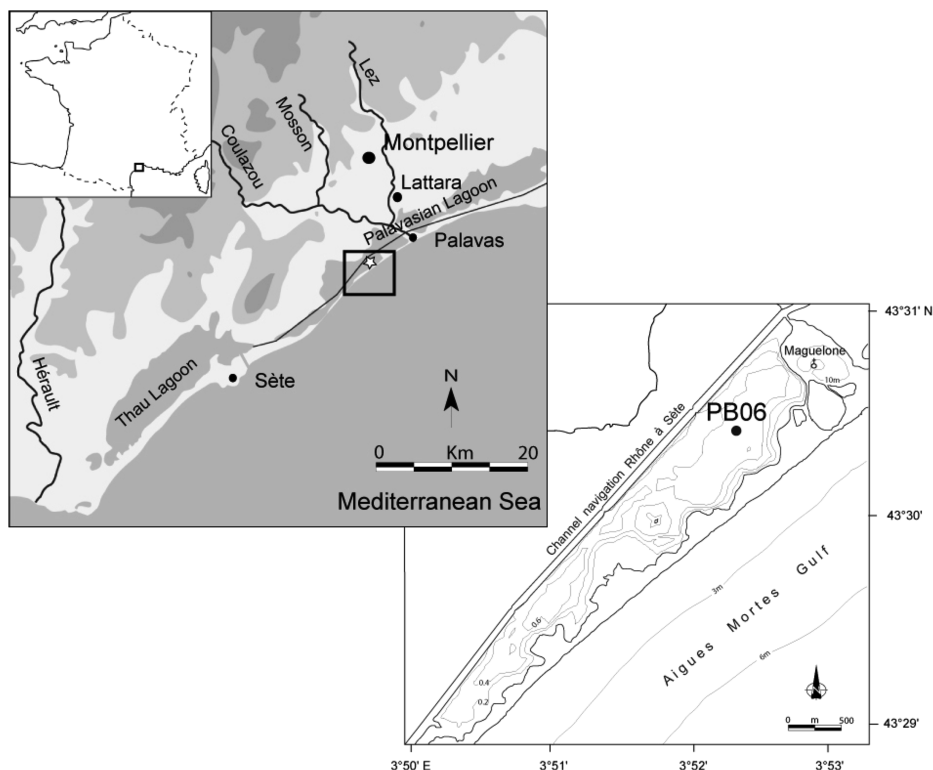 Lez
Mosson
Coulazou
Montpellier
Lattara
Palavasian Lagoon
Palavas
Hérault
Thau Lagoon
Sète
N
0 Km 20
Mediterranean Sea
43°31' N
Maguelone
10m
PB06
Channel navigation Rhône à Sète
43°30'
Aigues Mortes Gulf
3m
6m
0.6
0.4
0.2
N
0 m 500
43°29'
3°50' E 3°51' 3°52' 3°53'